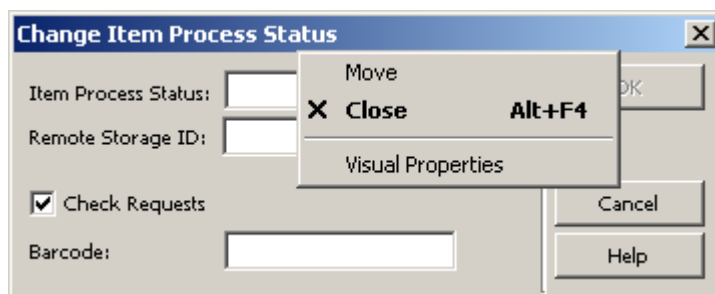 Change Item Process Status
Move
Item Process Status:
OK
Close Alt+F4
Remote Storage ID:
Visual Properties
Check Requests
Cancel
Barcode:
Help